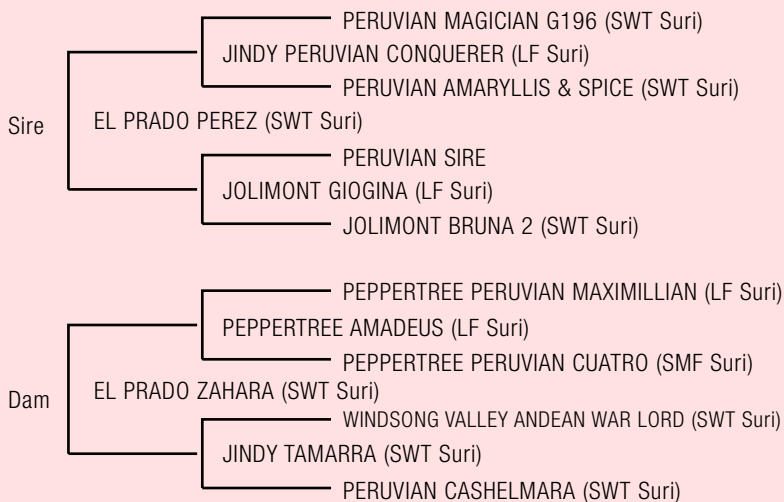 PERUVIAN MAGICIAN G196 (SWT Suri)
JINDY PERUVIAN CONQUERER (LF Suri)
PERUVIAN AMARYLLIS & SPICE (SWT Suri)
Sire
EL PRADO PEREZ (SWT Suri)
PERUVIAN SIRE
JOLIMONT GIOGINA (LF Suri)
JOLIMONT BRUNA 2 (SWT Suri)
PEPPERTREE PERUVIAN MAXIMILLIAN (LF Suri)
PEPPERTREE AMADEUS (LF Suri)
PEPPERTREE PERUVIAN CUATRO (SMF Suri)
Dam
EL PRADO ZAHARA (SWT Suri)
WINDSONG VALLEY ANDEAN WAR LORD (SWT Suri)
JINDY TAMARRA (SWT Suri)
PERUVIAN CASHELMARA (SWT Suri)